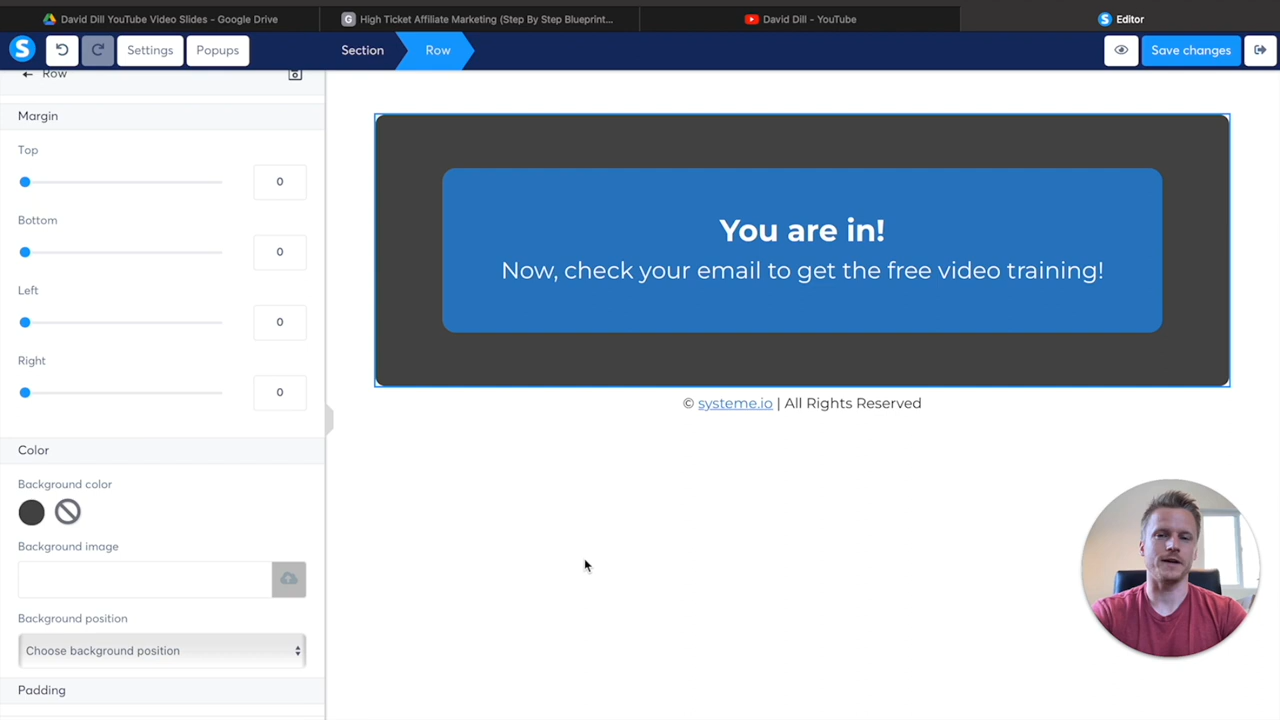 David Dill YouTube Video Slides - Google Drive
G High Ticket Affiliate Marketing (Step By Step Blueprint...
David Dill - YouTube
S Editor
S Settings Popups Section Row Save changes
Row
Margin
Top
0
Bottom
0
Left
0
Right
0
Color
Background color
Background image
Background position
Choose background position
Padding
You are in!
Now, check your email to get the free video training!
© systeme.io | All Rights Reserved